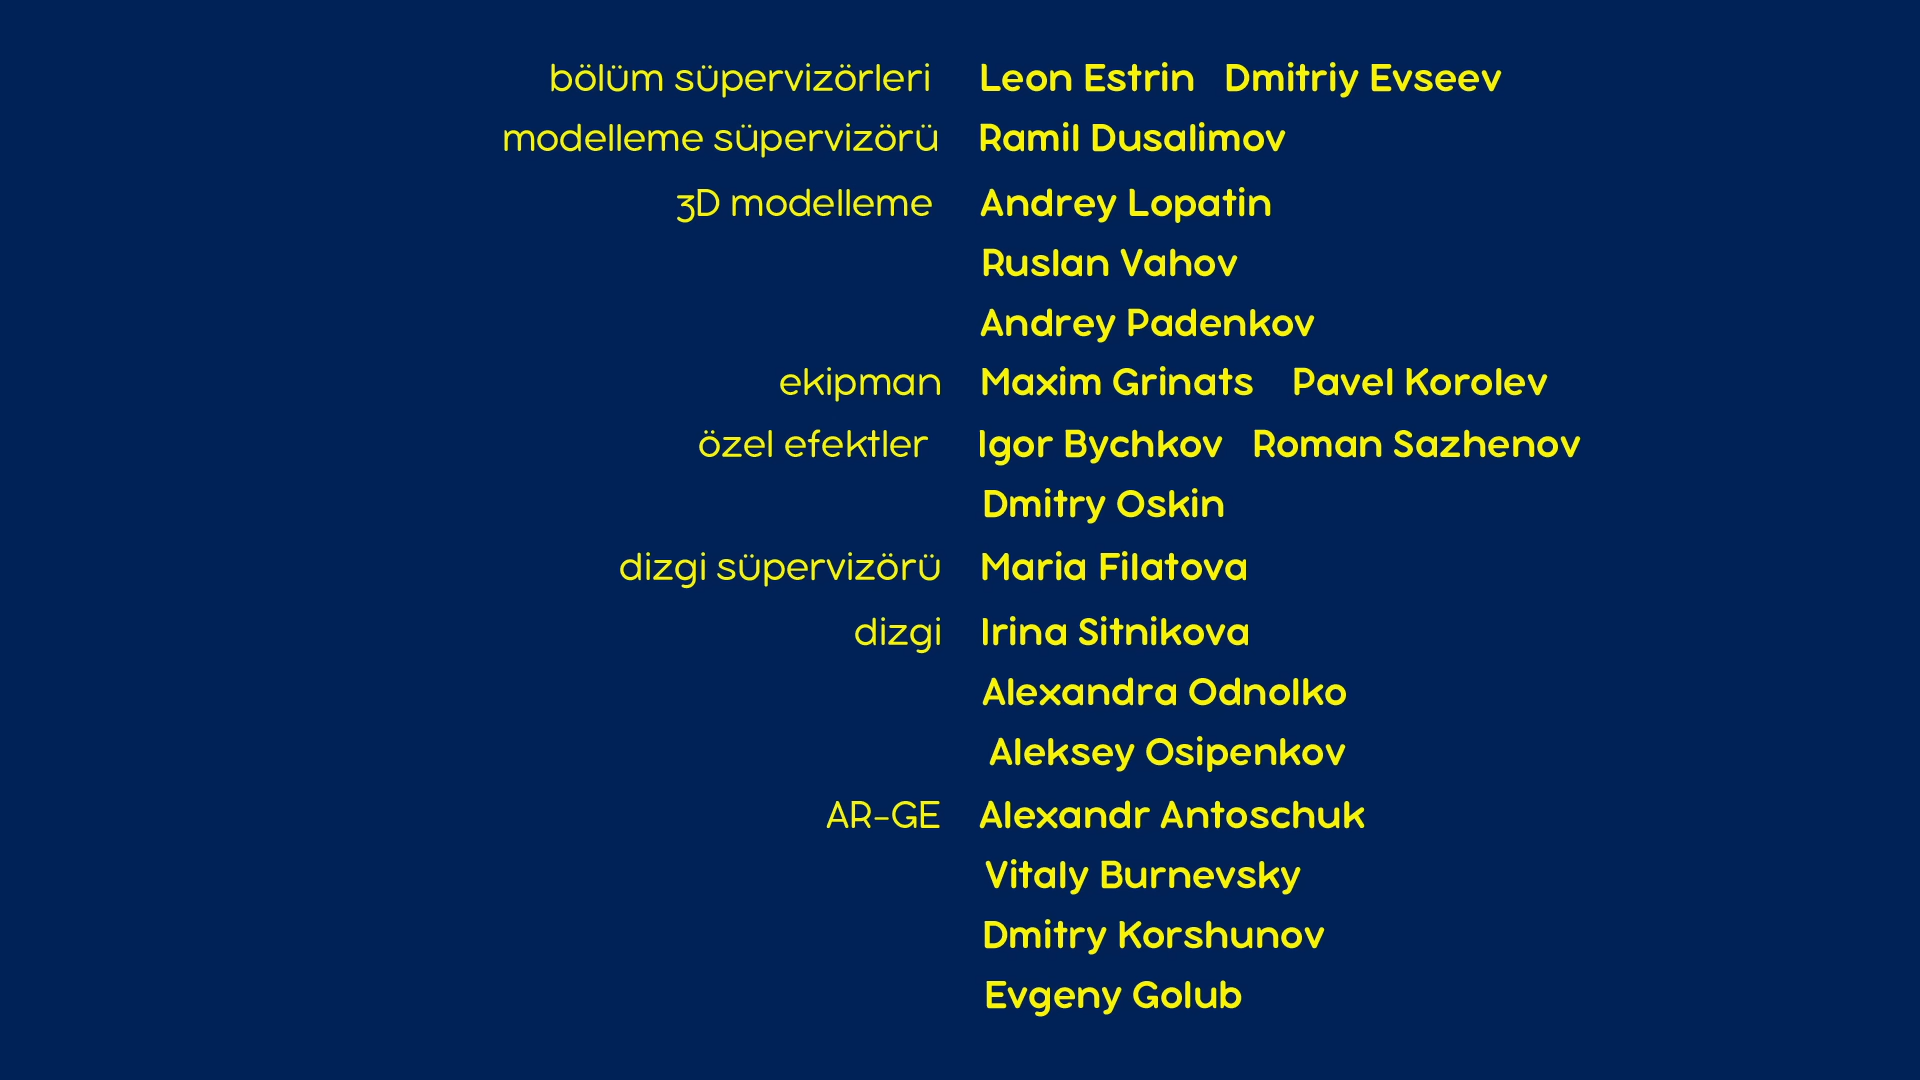 bölüm süpervizörleri Leon Estrin Dmitriy Evseev
modelleme süpervizörü Ramil Dusalimov
3D modelleme Andrey Lopatin
Ruslan Vahov
Andrey Padenkov
ekipman Maxim Grinats Pavel Korolev
özel efektler Igor Bychkov Roman Sazhenov
Dmitry Oskin
dizgi süpervizörü Maria Filatova
dizgi Irina Sitnikova
Alexandra Odnolko
Aleksey Osipenkov
AR-GE Alexandr Antoschuk
Vitaly Burnevsky
Dmitry Korshunov
Evgeny Golub